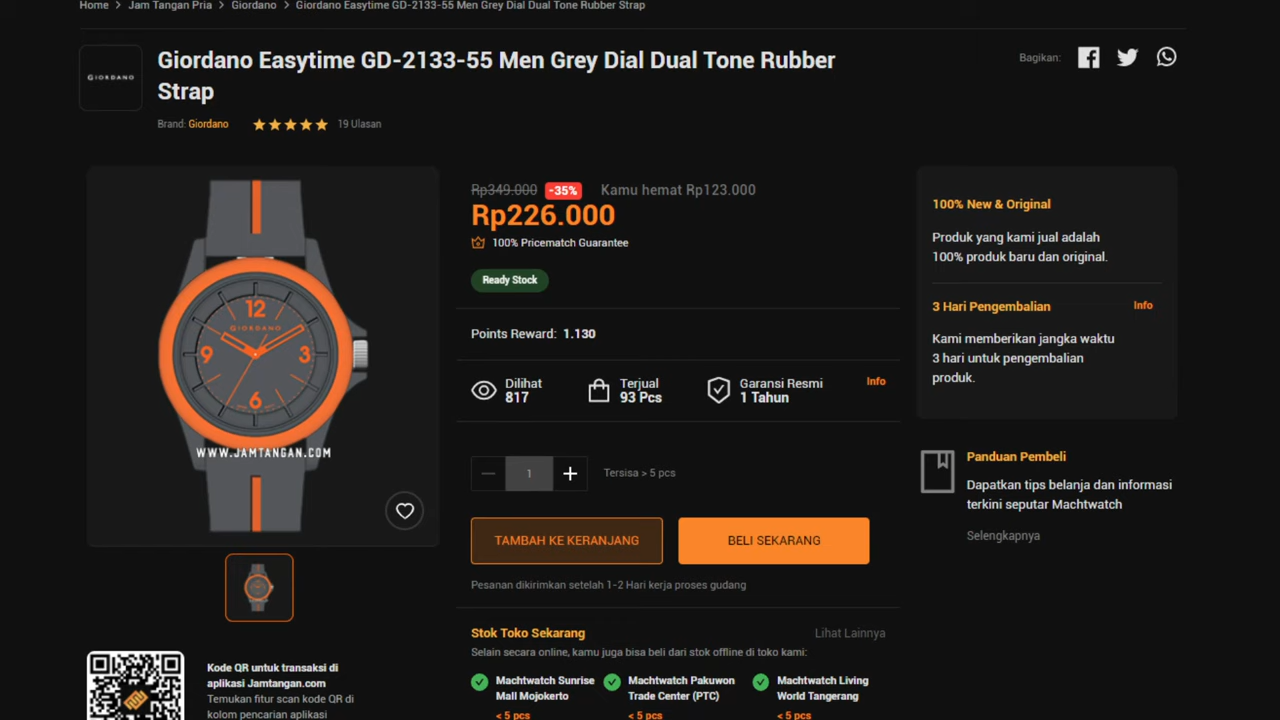 Home > Jam Tangan Pria > Giordano > Giordano Easytime GD-2133-55 Men Grey Dial Dual Tone Rubber Strap
GIORDANO
Giordano Easytime GD-2133-55 Men Grey Dial Dual Tone Rubber
Strap
Brand: Giordano
19 Ulasan
Bagikan:
12
GIORDANO
9
3
6
WWW.JAMTANGAN.COM
Rp349.000 -35% Kamu hemat Rp123.000
Rp226.000
100% Pricematch Guarantee
Ready Stock
Points Reward: 1.130
Dilihat
817
Terjual
93 Pcs
Garansi Resmi
1 Tahun
Info
1
Tersisa > 5 pcs
TAMBAH KE KERANJANG
BELI SEKARANG
Pesanan dikirimkan setelah 1-2 Hari kerja proses gudang
Stok Toko Sekarang
Lihat Lainnya
Selain secara online, kamu juga bisa beli dari stok offline di toko kami:
Machtwatch Sunrise
Mall Mojokerto
< 5 pcs
Machtwatch Pakuwon
Trade Center (PTC)
< 5 pcs
Machtwatch Living
World Tangerang
< 5 pcs
100% New & Original
Produk yang kami jual adalah
100% produk baru dan original.
3 Hari Pengembalian
Info
Kami memberikan jangka waktu
3 hari untuk pengembalian
produk.
Panduan Pembeli
Dapatkan tips belanja dan informasi
terkini seputar Machtwatch
Selengkapnya
Kode QR untuk transaksi di
aplikasi Jamtangan.com
Temukan fitur scan kode QR di
kolom pencarian aplikasi